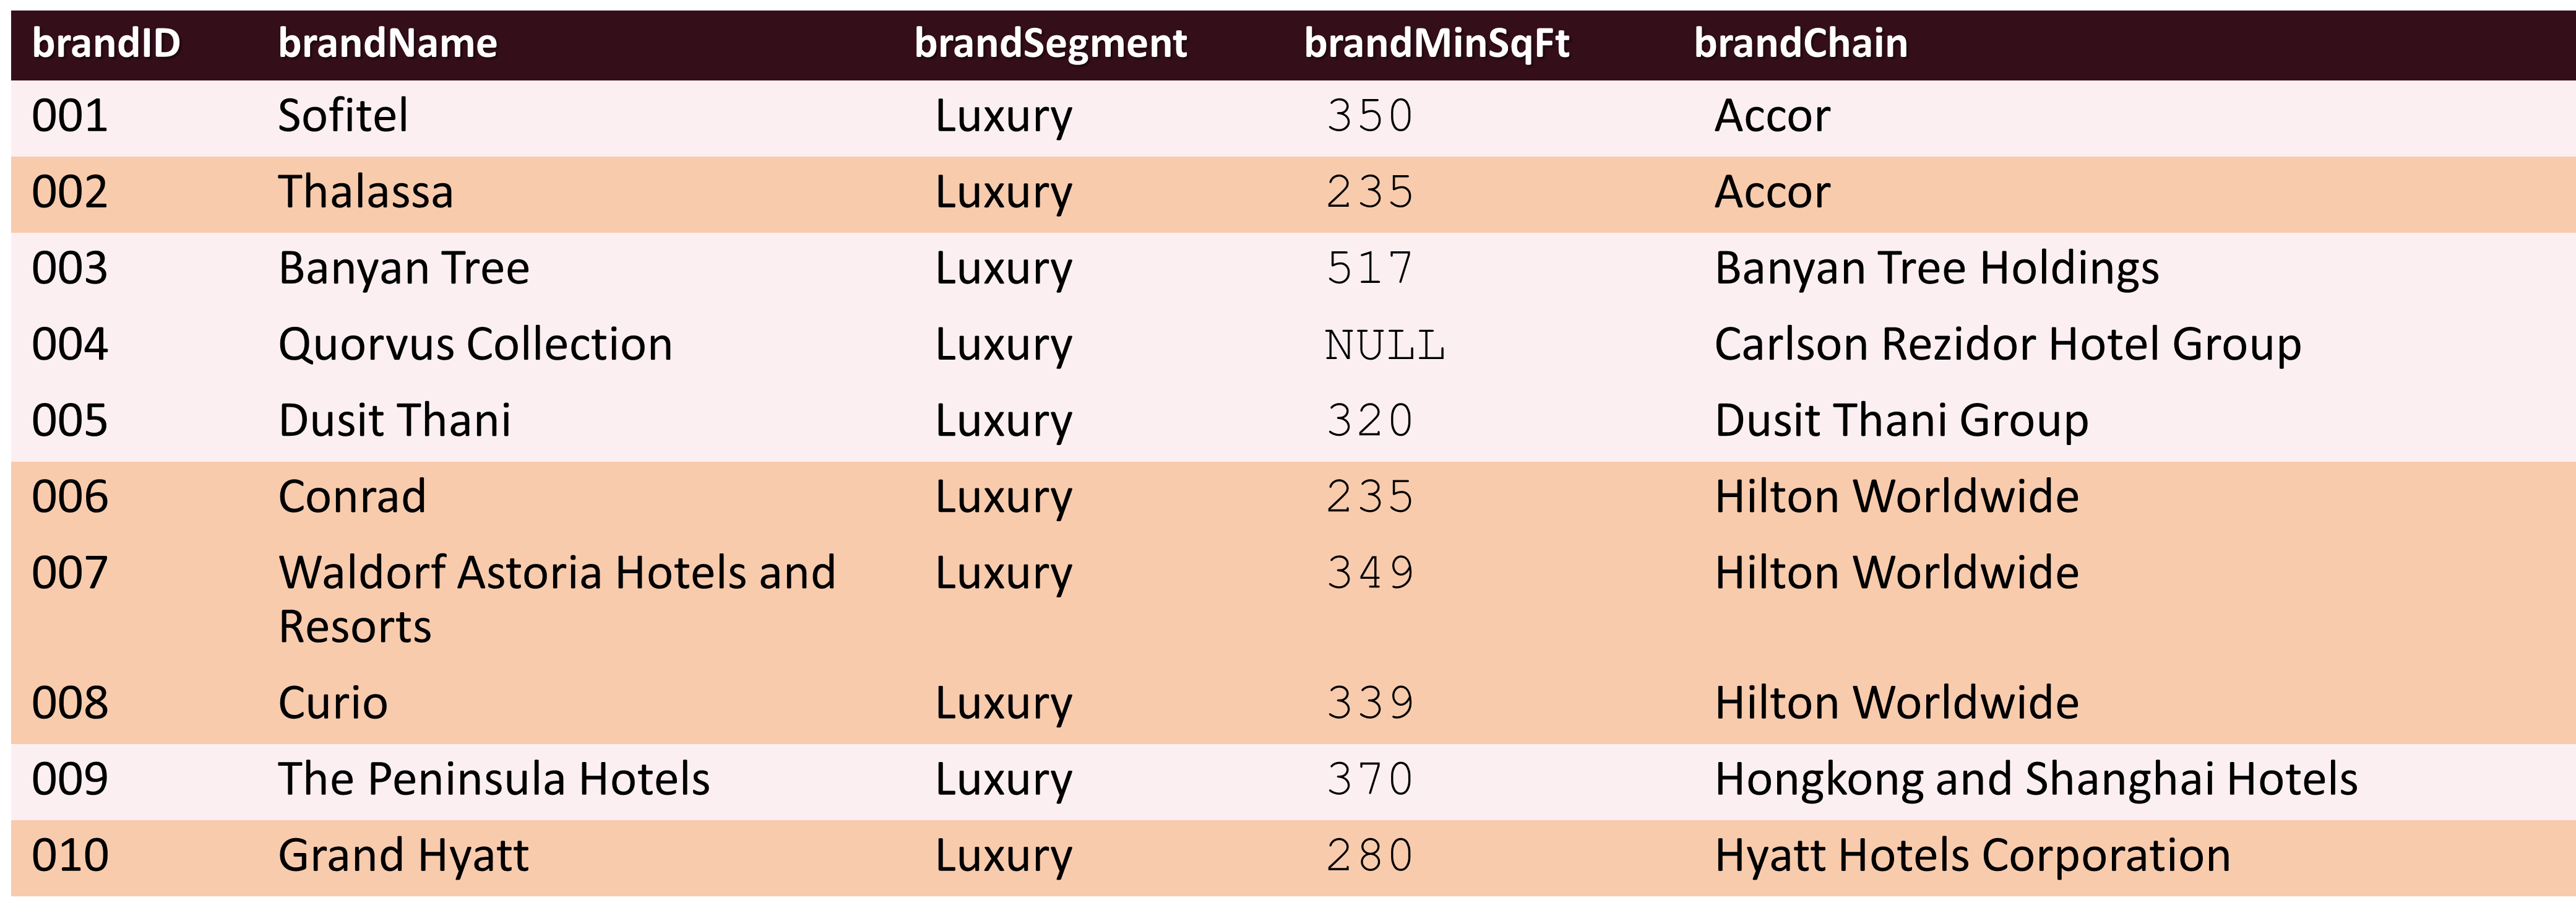 brandID brandName brandSegment brandMinSqFt brandChain
001 Sofitel Luxury 350 Accor
002 Thalassa Luxury 235 Accor
003 Banyan Tree Luxury 517 Banyan Tree Holdings
004 Quorvus Collection Luxury NULL Carlson Rezidor Hotel Group
005 Dusit Thani Luxury 320 Dusit Thani Group
006 Conrad Luxury 235 Hilton Worldwide
007 Waldorf Astoria Hotels and Luxury 349 Hilton Worldwide
Resorts
008 Curio Luxury 339 Hilton Worldwide
009 The Peninsula Hotels Luxury 370 Hongkong and Shanghai Hotels
010 Grand Hyatt Luxury 280 Hyatt Hotels Corporation